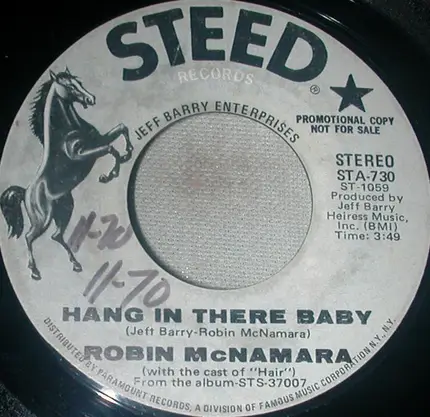 STEED
RECORDS
®
JEFF BARRY ENTERPRISES
PROMOTIONAL COPY
NOT FOR SALE
STEREO
STA-730
ST-1059
Produced by
Jeff Barry
Heiress Music,
Inc. (BMI)
Time: 3:49
11-70
11-70
HANG IN THERE BABY
(Jeff Barry-Robin McNamara)
ROBIN McNAMARA
(with the cast of "Hair")
From the album-STS-37007
DISTRIBUTED BY PARAMOUNT RECORDS, A DIVISION OF FAMOUS MUSIC CORPORATION N.Y., N.Y.